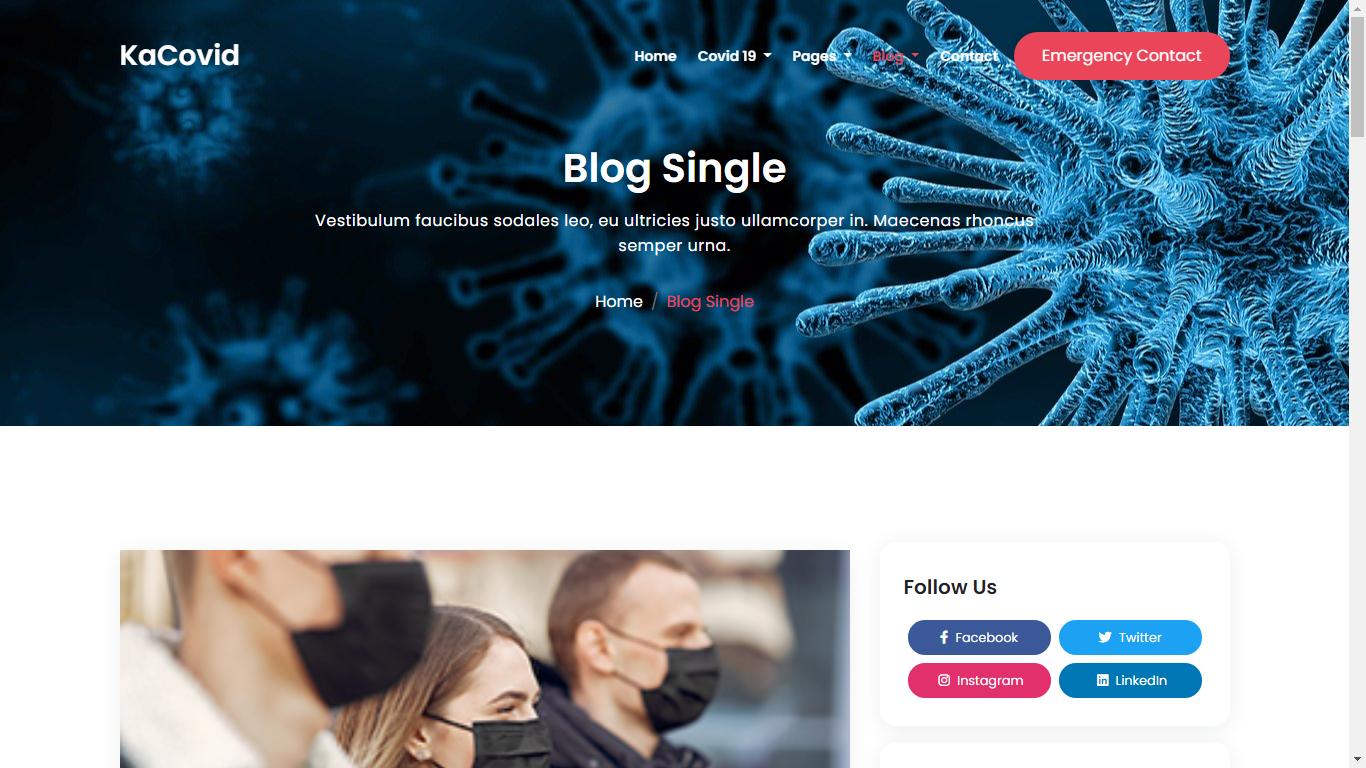 KaCovid
Home Covid 19 Pages Blog Contact Emergency Contact
Blog Single
Vestibulum faucibus sodales leo, eu ultricies justo ullamcorper in. Maecenas rhoncus
semper urna.
Home / Blog Single
Follow Us
Facebook Twitter
Instagram LinkedIn